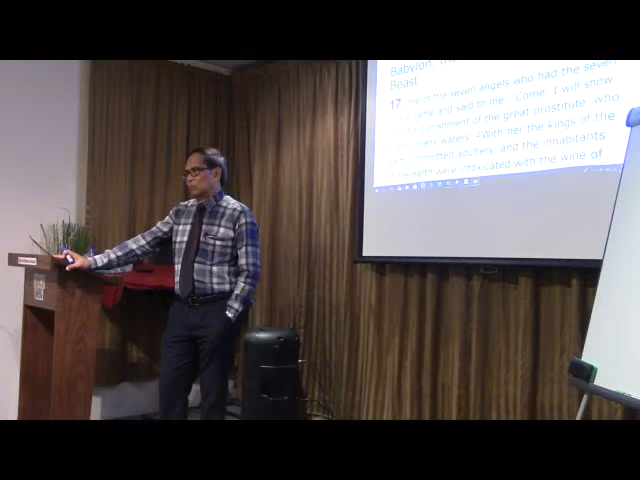 Babylon, the
Beast
17 One of the seven angels who had the seven
came and said to me, "Come, I will show
the punishment of the great prostitute, who
many waters. 2 With her the kings of the
committed adultery, and the inhabitants
the earth were intoxicated with the wine of